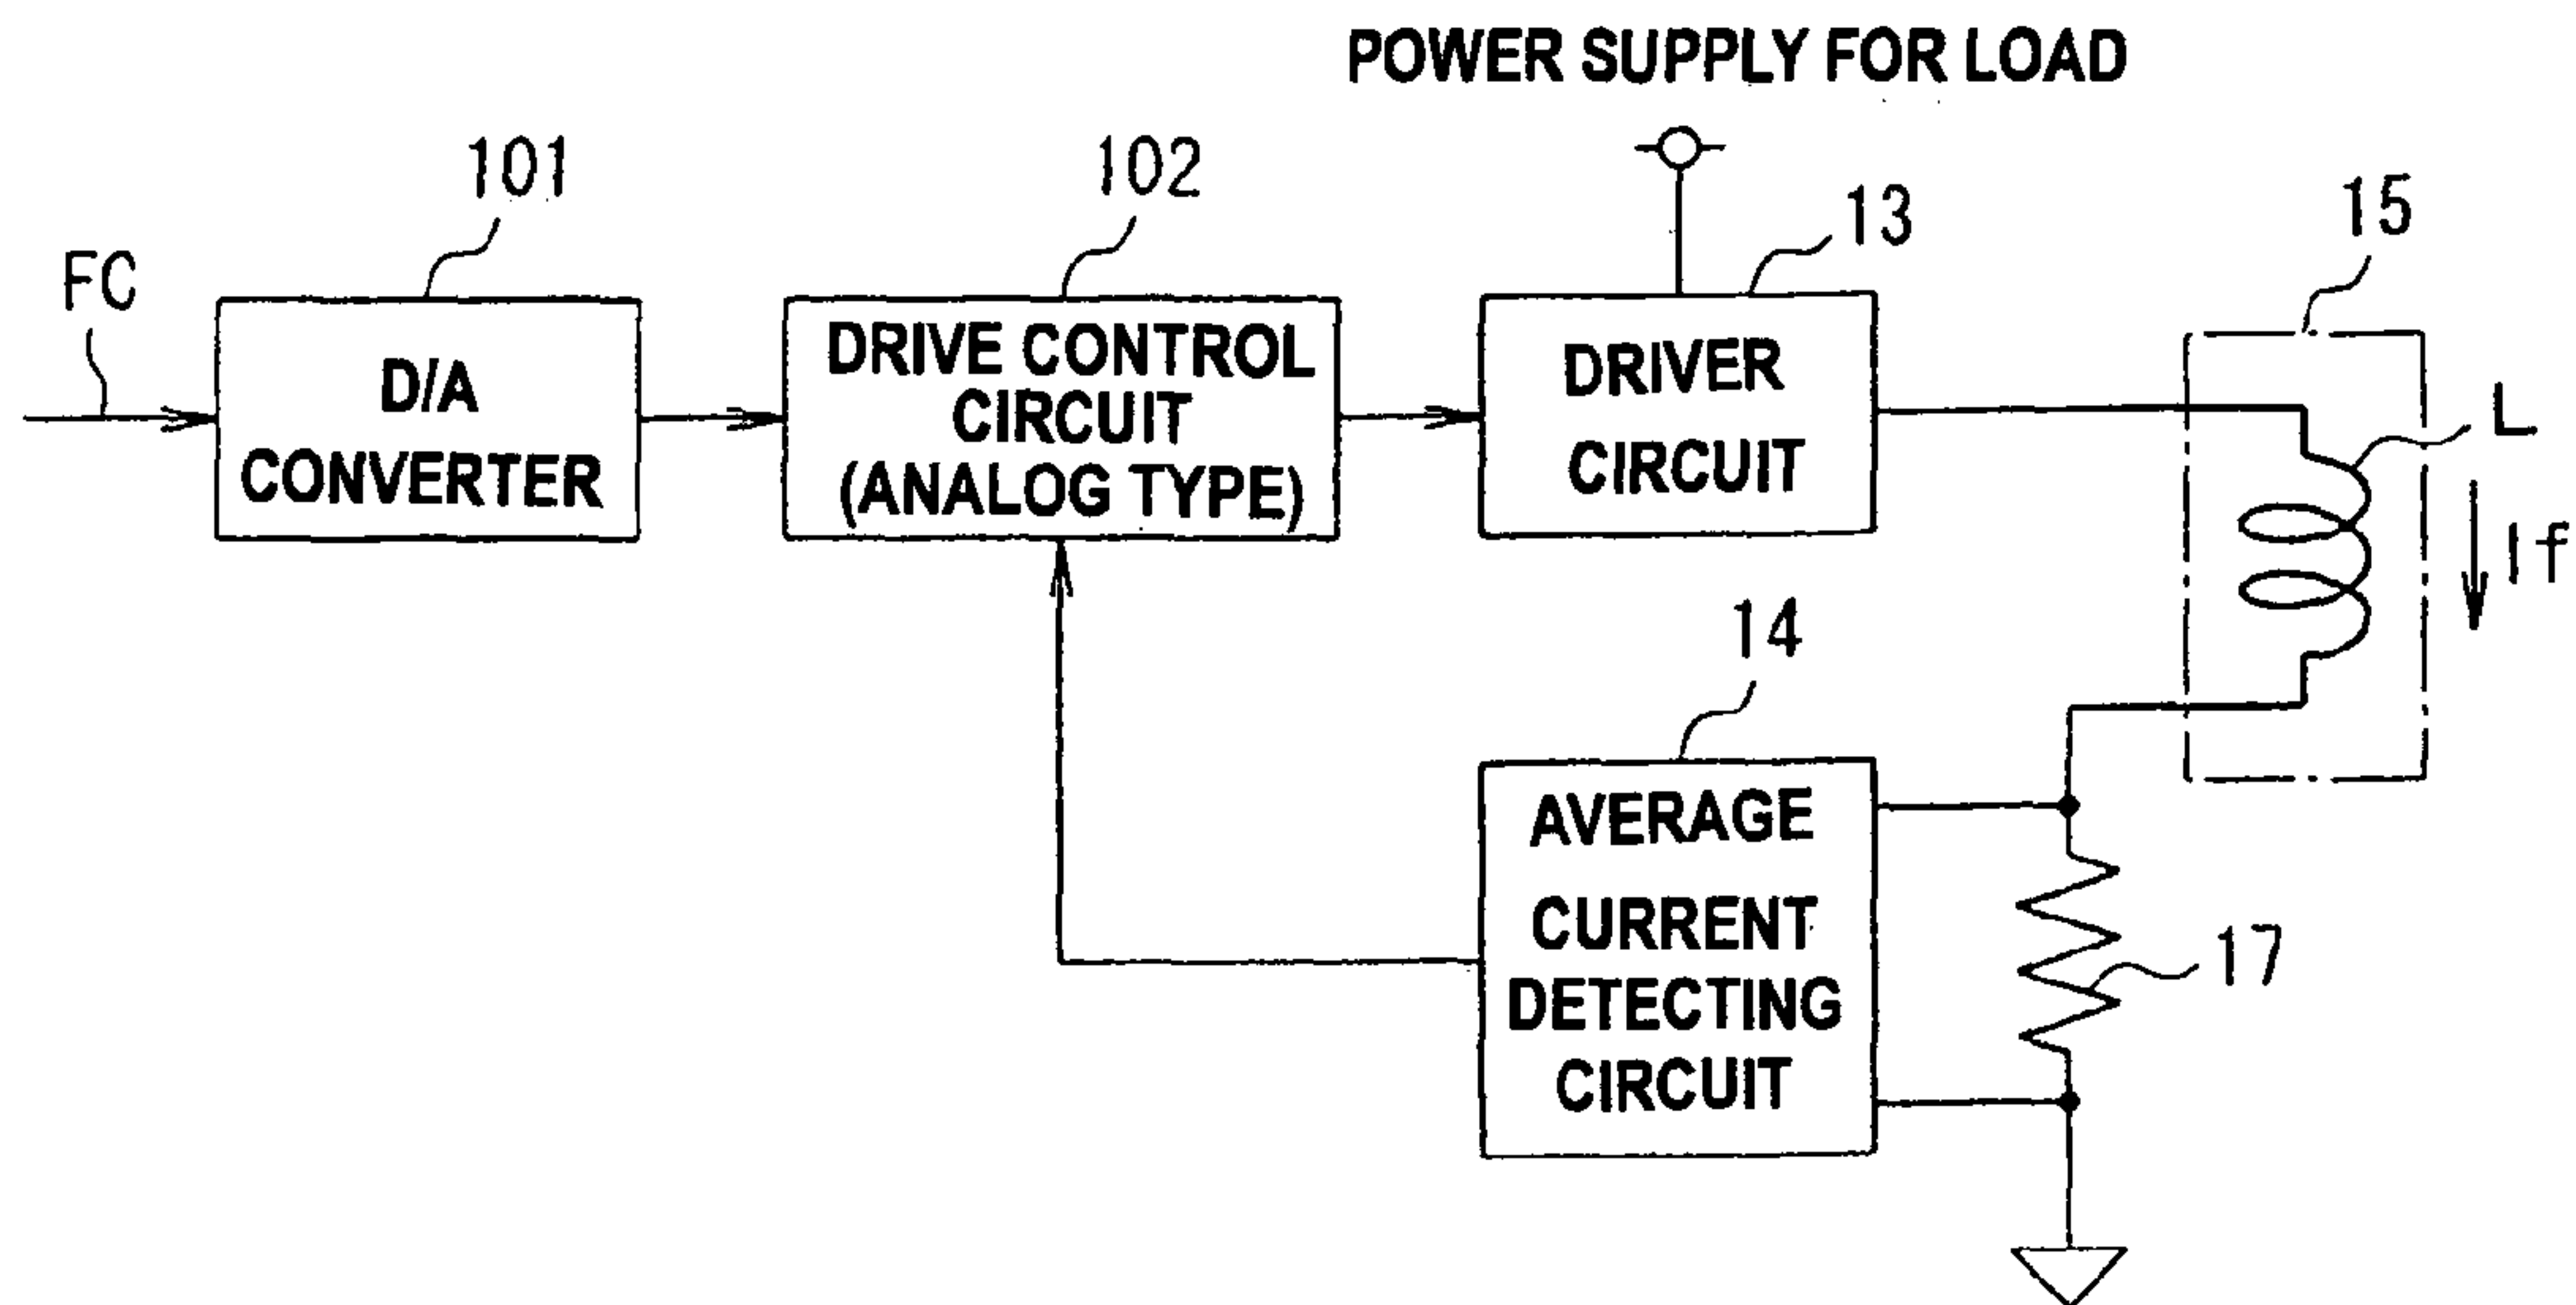 POWER SUPPLY FOR LOAD
101
102
13
15
FC
D/A
CONVERTER
DRIVE CONTROL
CIRCUIT
(ANALOG TYPE)
DRIVER
CIRCUIT
L
If
14
AVERAGE
CURRENT
DETECTING
CIRCUIT
17